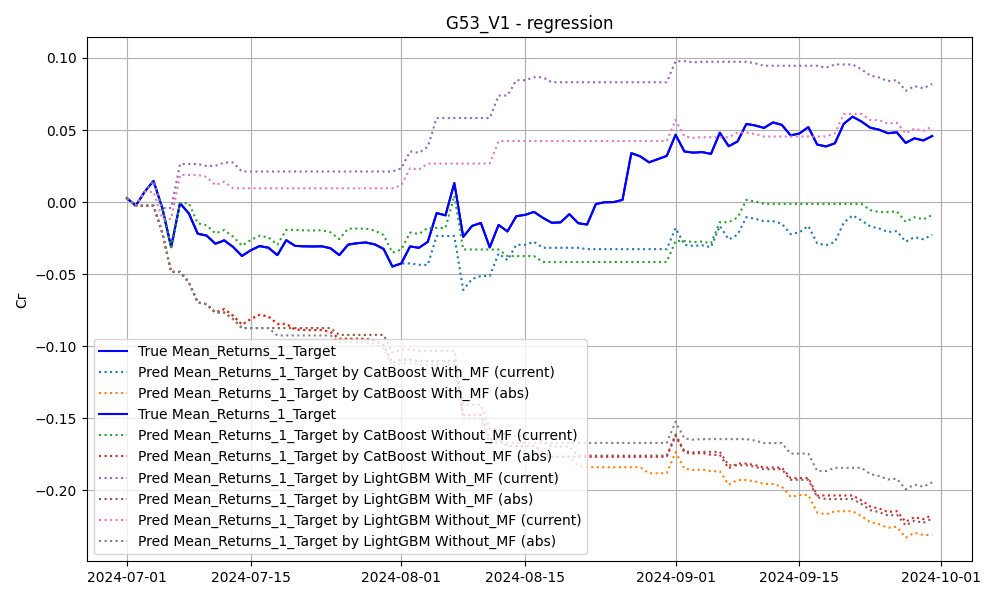 G53_V1 - regression
0.10
0.05
0.00
−0.05
−0.10
−0.15
−0.20
Cr
True Mean_Returns_1_Target
Pred Mean_Returns_1_Target by CatBoost With_MF (current)
Pred Mean_Returns_1_Target by CatBoost With_MF (abs)
True Mean_Returns_1_Target
Pred Mean_Returns_1_Target by CatBoost Without_MF (current)
Pred Mean_Returns_1_Target by CatBoost Without_MF (abs)
Pred Mean_Returns_1_Target by LightGBM With_MF (current)
Pred Mean_Returns_1_Target by LightGBM With_MF (abs)
Pred Mean_Returns_1_Target by LightGBM Without_MF (current)
Pred Mean_Returns_1_Target by LightGBM Without_MF (abs)
2024-07-01 2024-07-15 2024-08-01 2024-08-15 2024-09-01 2024-09-15 2024-10-01